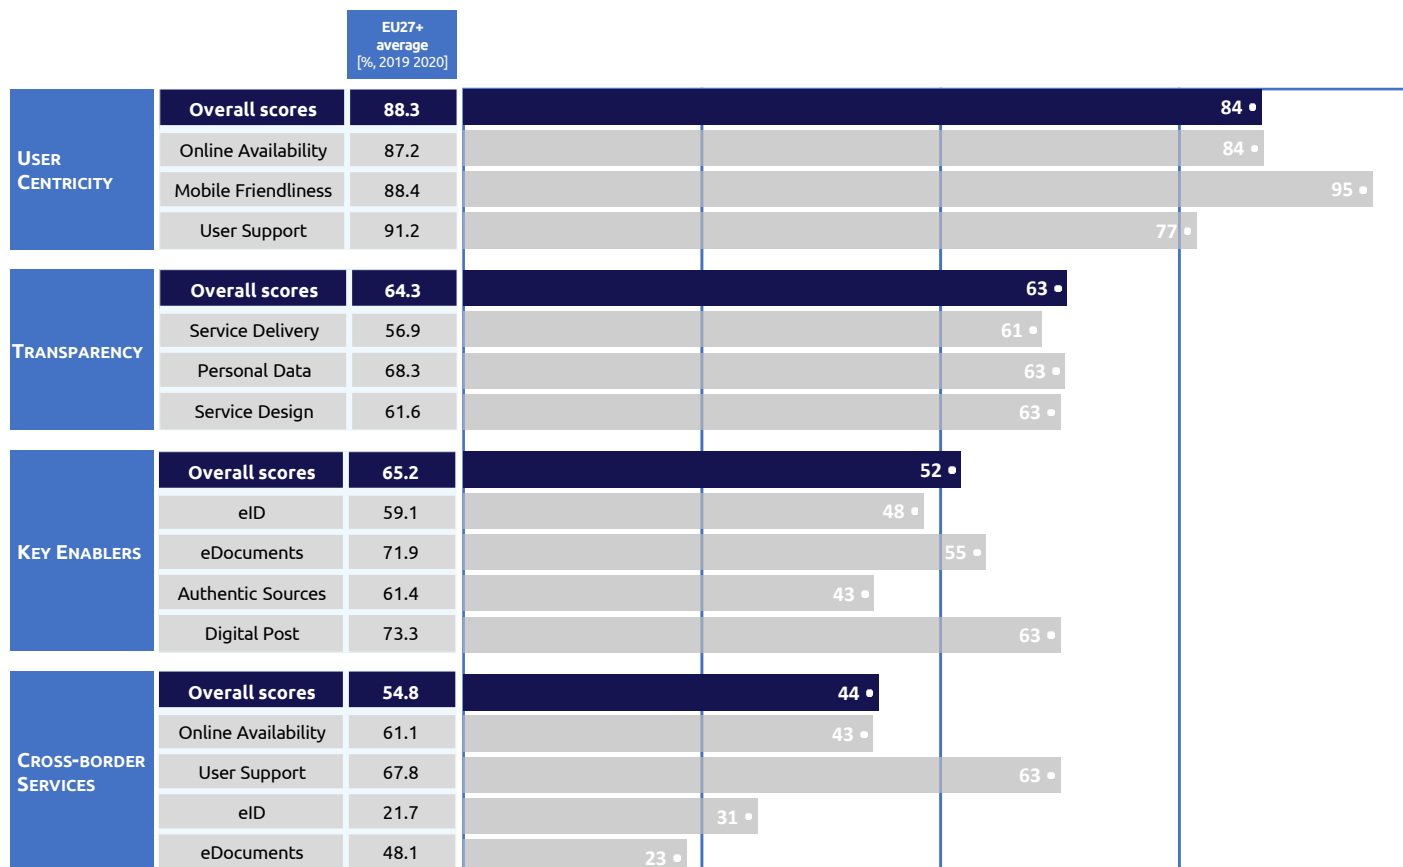 EU27+
average
[%, 2019 2020]
USER
CENTRICITY
Overall scores 88.3 84
Online Availability 87.2 84
Mobile Friendliness 88.4 95
User Support 91.2 77
TRANSPARENCY
Overall scores 64.3 63
Service Delivery 56.9 61
Personal Data 68.3 63
Service Design 61.6 63
KEY ENABLERS
Overall scores 65.2 52
eID 59.1 48
eDocuments 71.9 55
Authentic Sources 61.4 43
Digital Post 73.3 63
CROSS-BORDER
SERVICES
Overall scores 54.8 44
Online Availability 61.1 43
User Support 67.8 63
eID 21.7 31
eDocuments 48.1 23